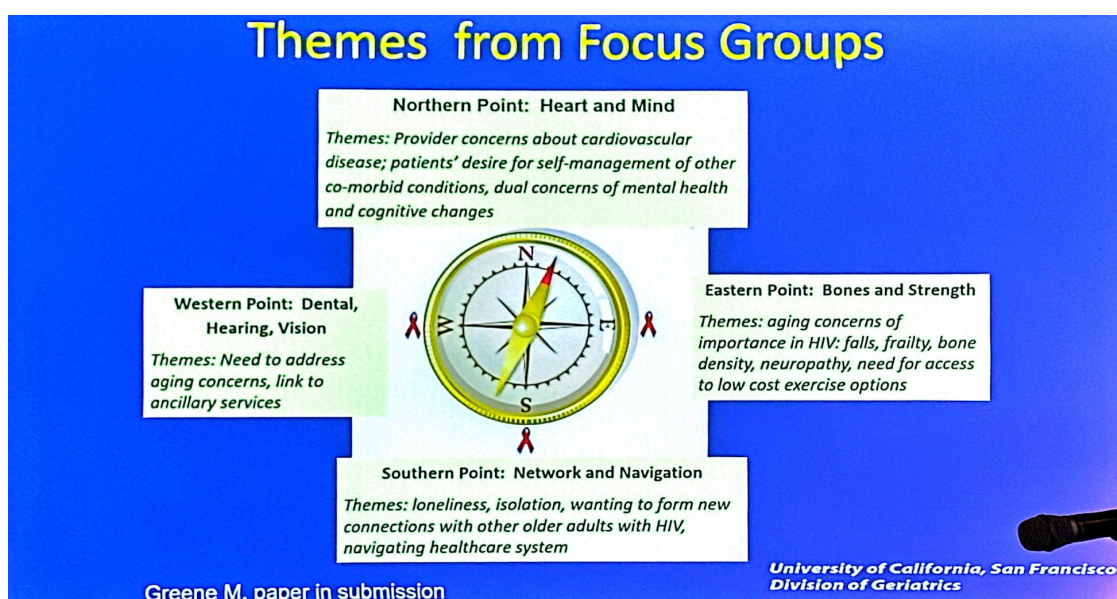 Themes from Focus Groups
Northern Point: Heart and Mind
Themes: Provider concerns about cardiovascular
disease; patients' desire for self-management of other
co-morbid conditions, dual concerns of mental health
and cognitive changes
Western Point: Dental,
Hearing, Vision
Themes: Need to address
aging concerns, link to
ancillary services
N
W
E
S
Eastern Point: Bones and Strength
Themes: aging concerns of
importance in HIV: falls, frailty, bone
density, neuropathy, need for access
to low cost exercise options
Southern Point: Network and Navigation
Themes: loneliness, isolation, wanting to form new
connections with other older adults with HIV,
navigating healthcare system
Greene M. paper in submission
University of California, San Francisco
Division of Geriatrics